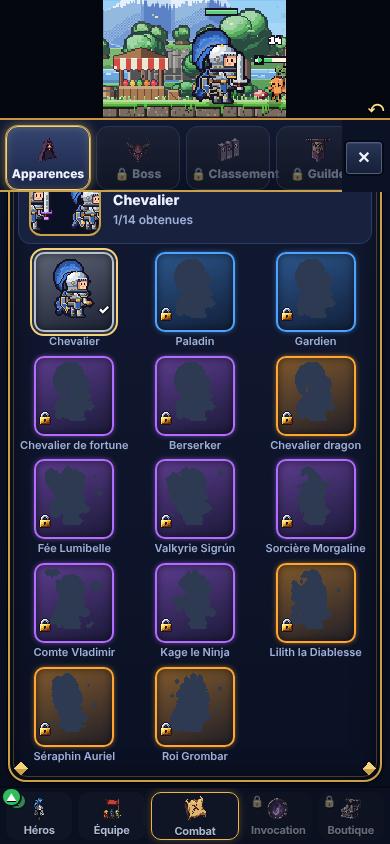 Apparences
Boss
Classement
Guilde
Chevalier
1/14 obtenues
Chevalier
Paladin
Gardien
Chevalier de fortune
Berserker
Chevalier dragon
Fée Lumibelle
Valkyrie Sigrún
Sorcière Morgaline
Comte Vladimir
Kage le Ninja
Lilith la Diablesse
Séraphin Auriel
Roi Grombar
Héros
Équipe
Combat
Invocation
Boutique